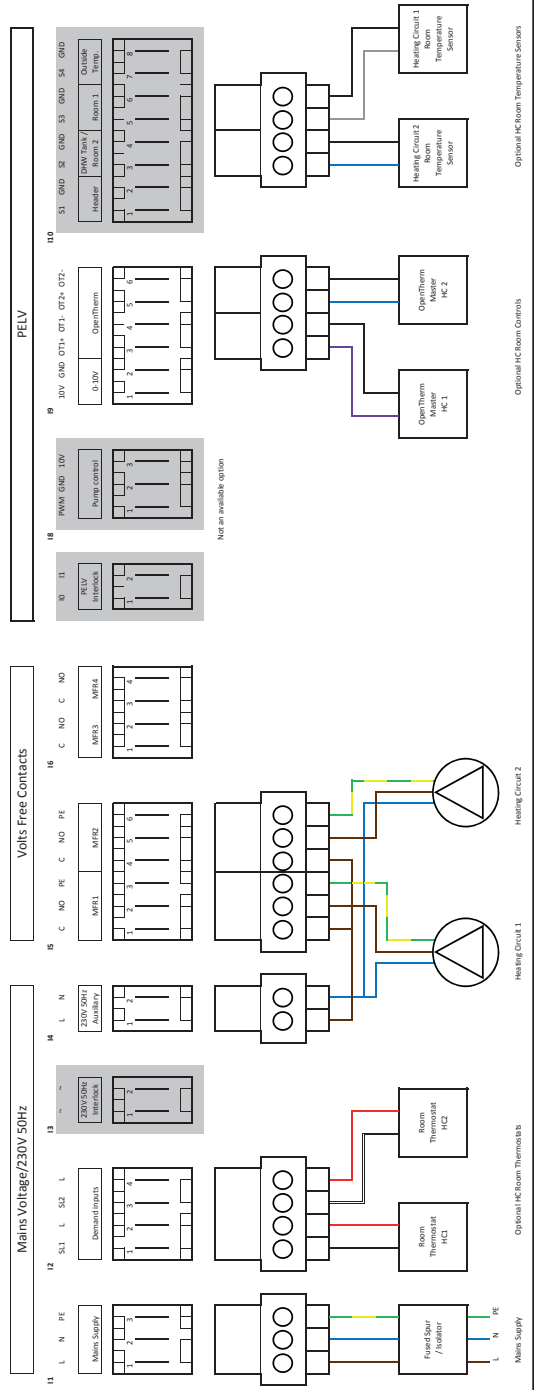 Mains Voltage/230V 50Hz
Volts Free Contacts
PELV
I1
L N PE
Mains Supply
1 2 3
I2
SL1 L SL2 L
Demand inputs
1 2 3 4
I3
~ ~
230V 50Hz
Interlock
1 2
I4
L N
230V 50Hz
Auxiliary
1 2
I5
C NO PE C NO PE
MFR1 MFR2
1 2 3 4 5 6
I6
C NO C NO
MFR3 MFR4
1 2 3 4
I0 I1
PELV
Interlock
1 2
I8
PWM GND 10V
Pump control
1 2 3
Not an available option
I9
10V GND OT1+ OT1- OT2+ OT2-
0-10V OpenTherm
1 2 3 4 5 6
I10
S1 GND S2 GND S3 GND S4 GND
Header
DHW Tank /
Room 2
Room 1
Outside
Temp.
1 2 3 4 5 6 7 8
Fused Spur
/ Isolator
L N PE
Mains Supply
Room
Thermostat
HC1
Room
Thermostat
HC2
Optional HC Room Thermostats
Heating Circuit 1
Heating Circuit 2
OpenTherm
Master
HC 1
OpenTherm
Master
HC 2
Optional HC Room Controls
Heating Circuit 2
Room
Temperature
Sensor
Heating Circuit 1
Room
Temperature
Sensor
Optional HC Room Temperature Sensors